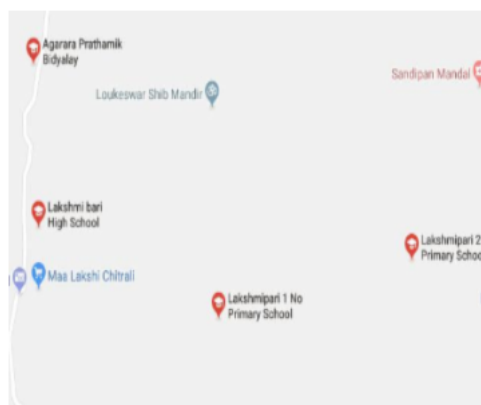 Agarara Prathamik
Bidyalay
Sandipan Mandal
Loukeswar Shib Mandir
Lakshmi bari
High School
Lakshmipari 2
Primary Schoo
Maa Lakshi Chitrali
Lakshmipari 1 No
Primary School